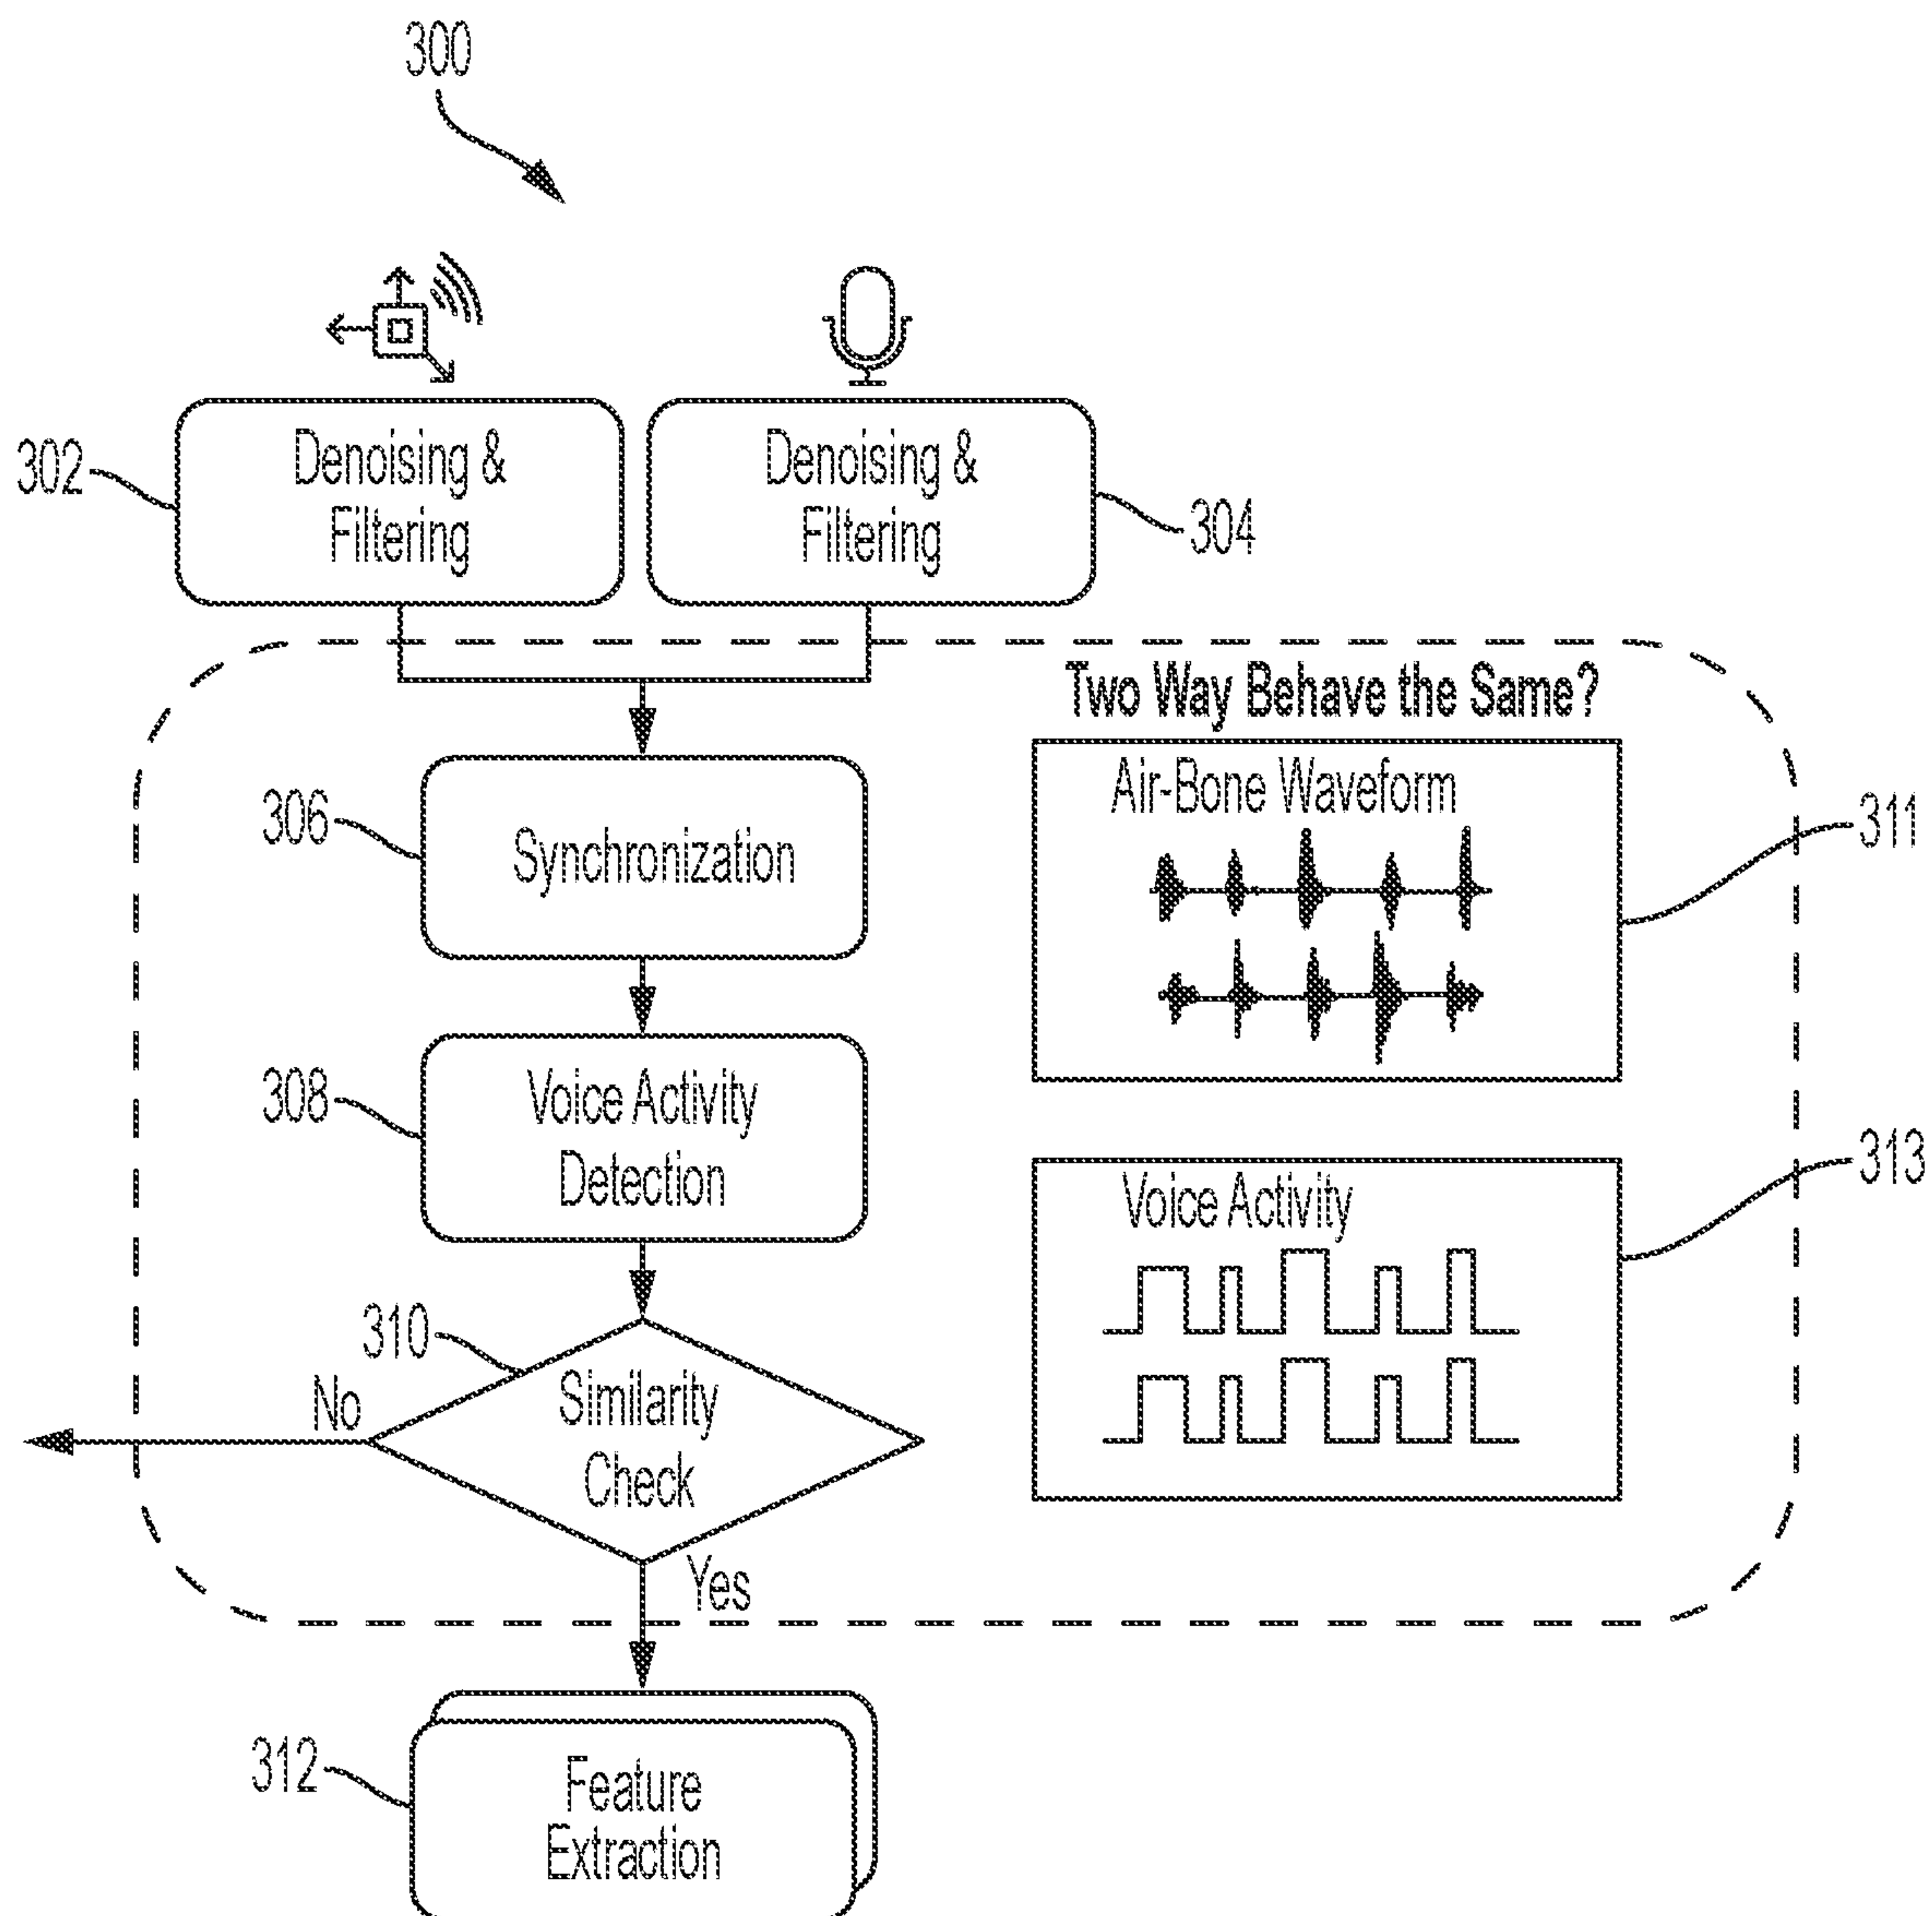 300
302
Denoising &
Filtering
Denoising &
Filtering
304
Two Way Behave the Same?
306
Synchronization
Air-Bone Waveform
311
308
Voice Activity
Detection
Voice Activity
313
310
Similarity
Check
No
Yes
312
Feature
Extraction